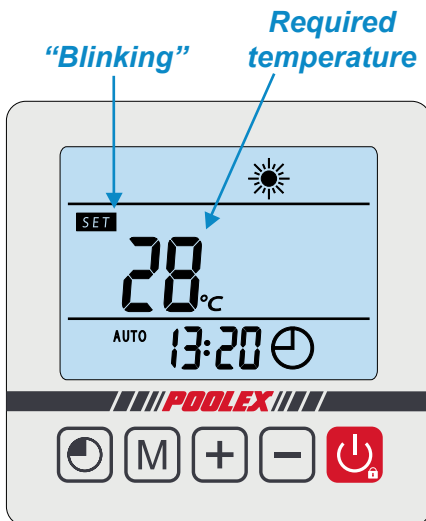 Required
"Blinking" temperature
SET
28°C
AUTO 13:20
POOLEX
M + −